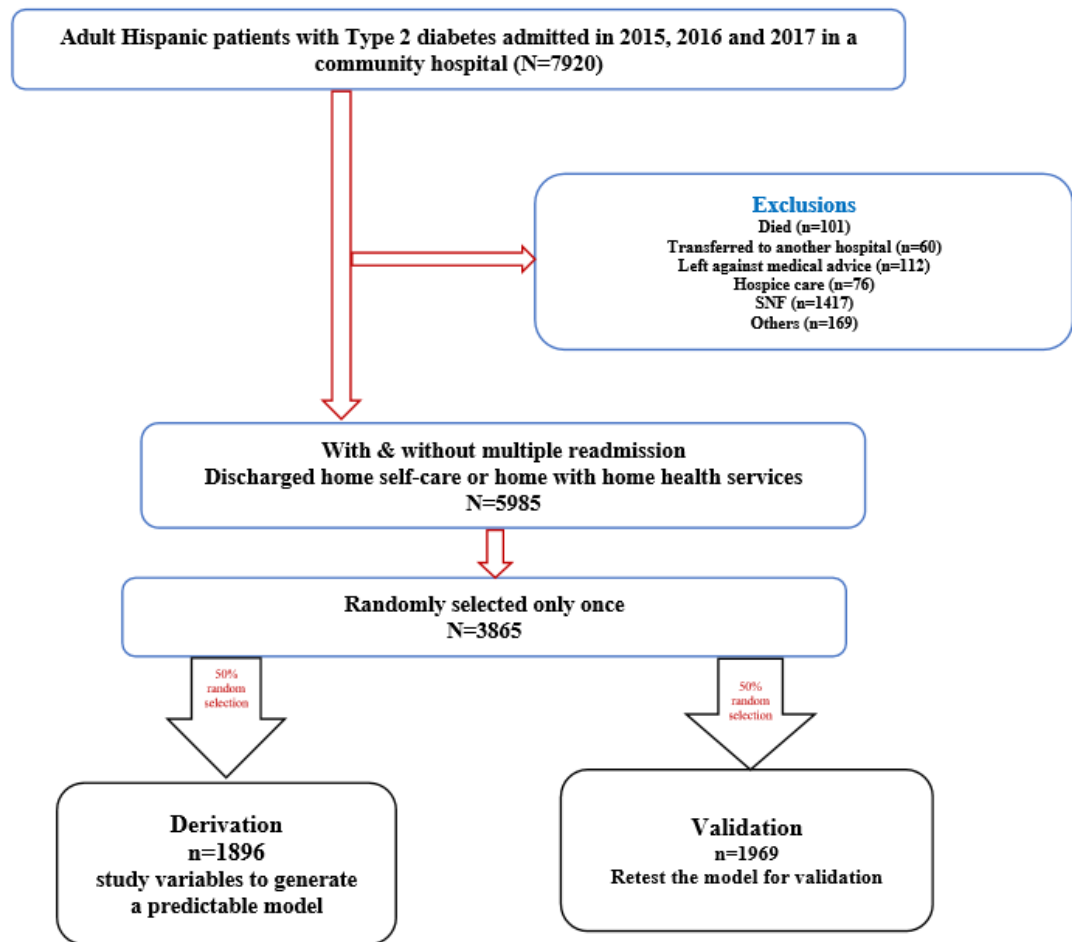 Adult Hispanic patients with Type 2 diabetes admitted in 2015, 2016 and 2017 in a
community hospital (N=7920)
Exclusions
Died (n=101)
Transferred to another hospital (n=60)
Left against medical advice (n=112)
Hospice care (n=76)
SNF (n=1417)
Others (n=169)
With & without multiple readmission
Discharged home self-care or home with home health services
N=5985
Randomly selected only once
N=3865
50%
random
selection
50%
random
selection
Derivation
n=1896
study variables to generate
a predictable model
Validation
n=1969
Retest the model for validation